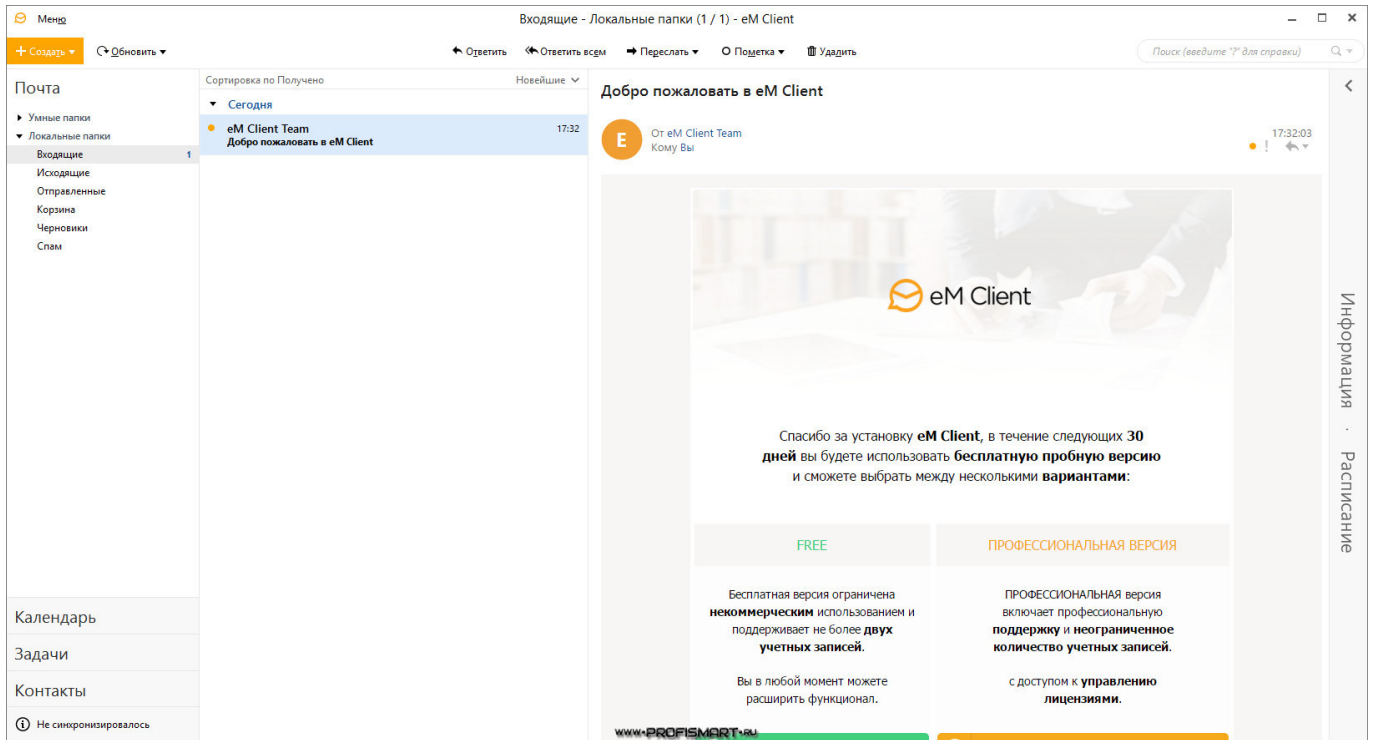 Меню
Входящие - Локальные папки (1 / 1) - eM Client
Создать
Обновить
Ответить
Ответить всем
Переслать
Пометка
Удалить
Поиск (введите "?" для справки)
Почта
Умные папки
Локальные папки
Входящие 1
Исходящие
Отправленные
Корзина
Черновики
Спам
Календарь
Задачи
Контакты
Не синхронизировалось
Сортировка по Получено
Новейшие
Сегодня
eM Client Team 17:32
Добро пожаловать в eM Client
Добро пожаловать в eM Client
E
От eM Client Team
Кому Вы
17:32:03
!
eM Client
Спасибо за установку eM Client, в течение следующих 30
дней вы будете использовать бесплатную пробную версию
и сможете выбрать между несколькими вариантами:
FREE
Бесплатная версия ограничена
некоммерческим использованием и
поддерживает не более двух
учетных записей.
Вы в любой момент можете
расширить функционал.
ПРОФЕССИОНАЛЬНАЯ ВЕРСИЯ
ПРОФЕССИОНАЛЬНАЯ версия
включает профессиональную
поддержку и неограниченное
количество учетных записей.
с доступом к управлению
лицензиями.
Информация · Расписание
WWW•PROFISMART•RU